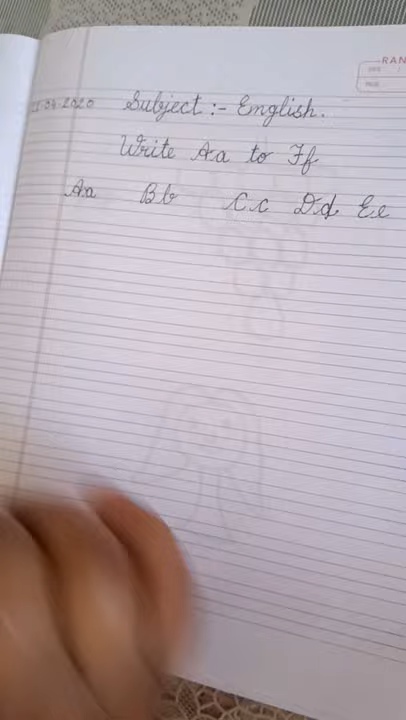 Subject :- English.
Write Aa to Ff
Aa Bb Cc Dd Ee